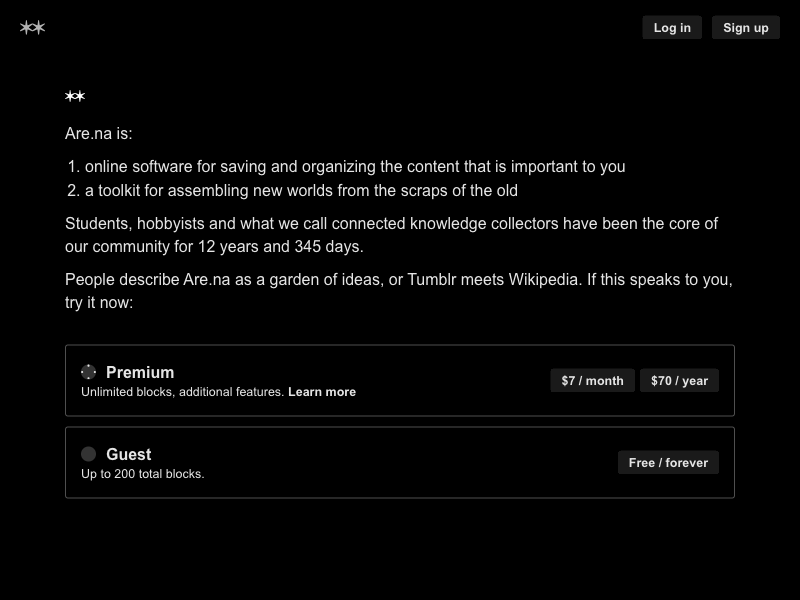 Log in
Sign up
Are.na is:
1. online software for saving and organizing the content that is important to you
2. a toolkit for assembling new worlds from the scraps of the old
Students, hobbyists and what we call connected knowledge collectors have been the core of
our community for 12 years and 345 days.
People describe Are.na as a garden of ideas, or Tumblr meets Wikipedia. If this speaks to you,
try it now:
Premium
Unlimited blocks, additional features. Learn more
$7 / month
$70 / year
Guest
Up to 200 total blocks.
Free / forever